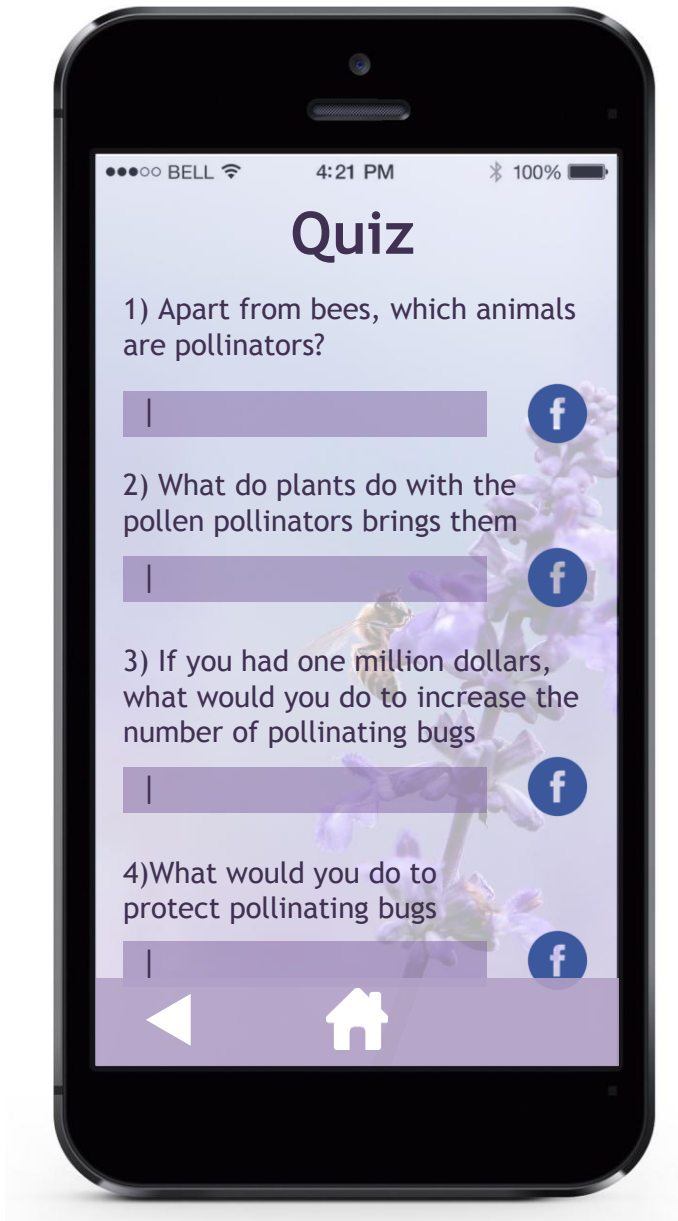 BELL 4:21 PM 100%
Quiz
1) Apart from bees, which animals
are pollinators?
f
2) What do plants do with the
pollen pollinators brings them
f
3) If you had one million dollars,
what would you do to increase the
number of pollinating bugs
f
4)What would you do to
protect pollinating bugs
f